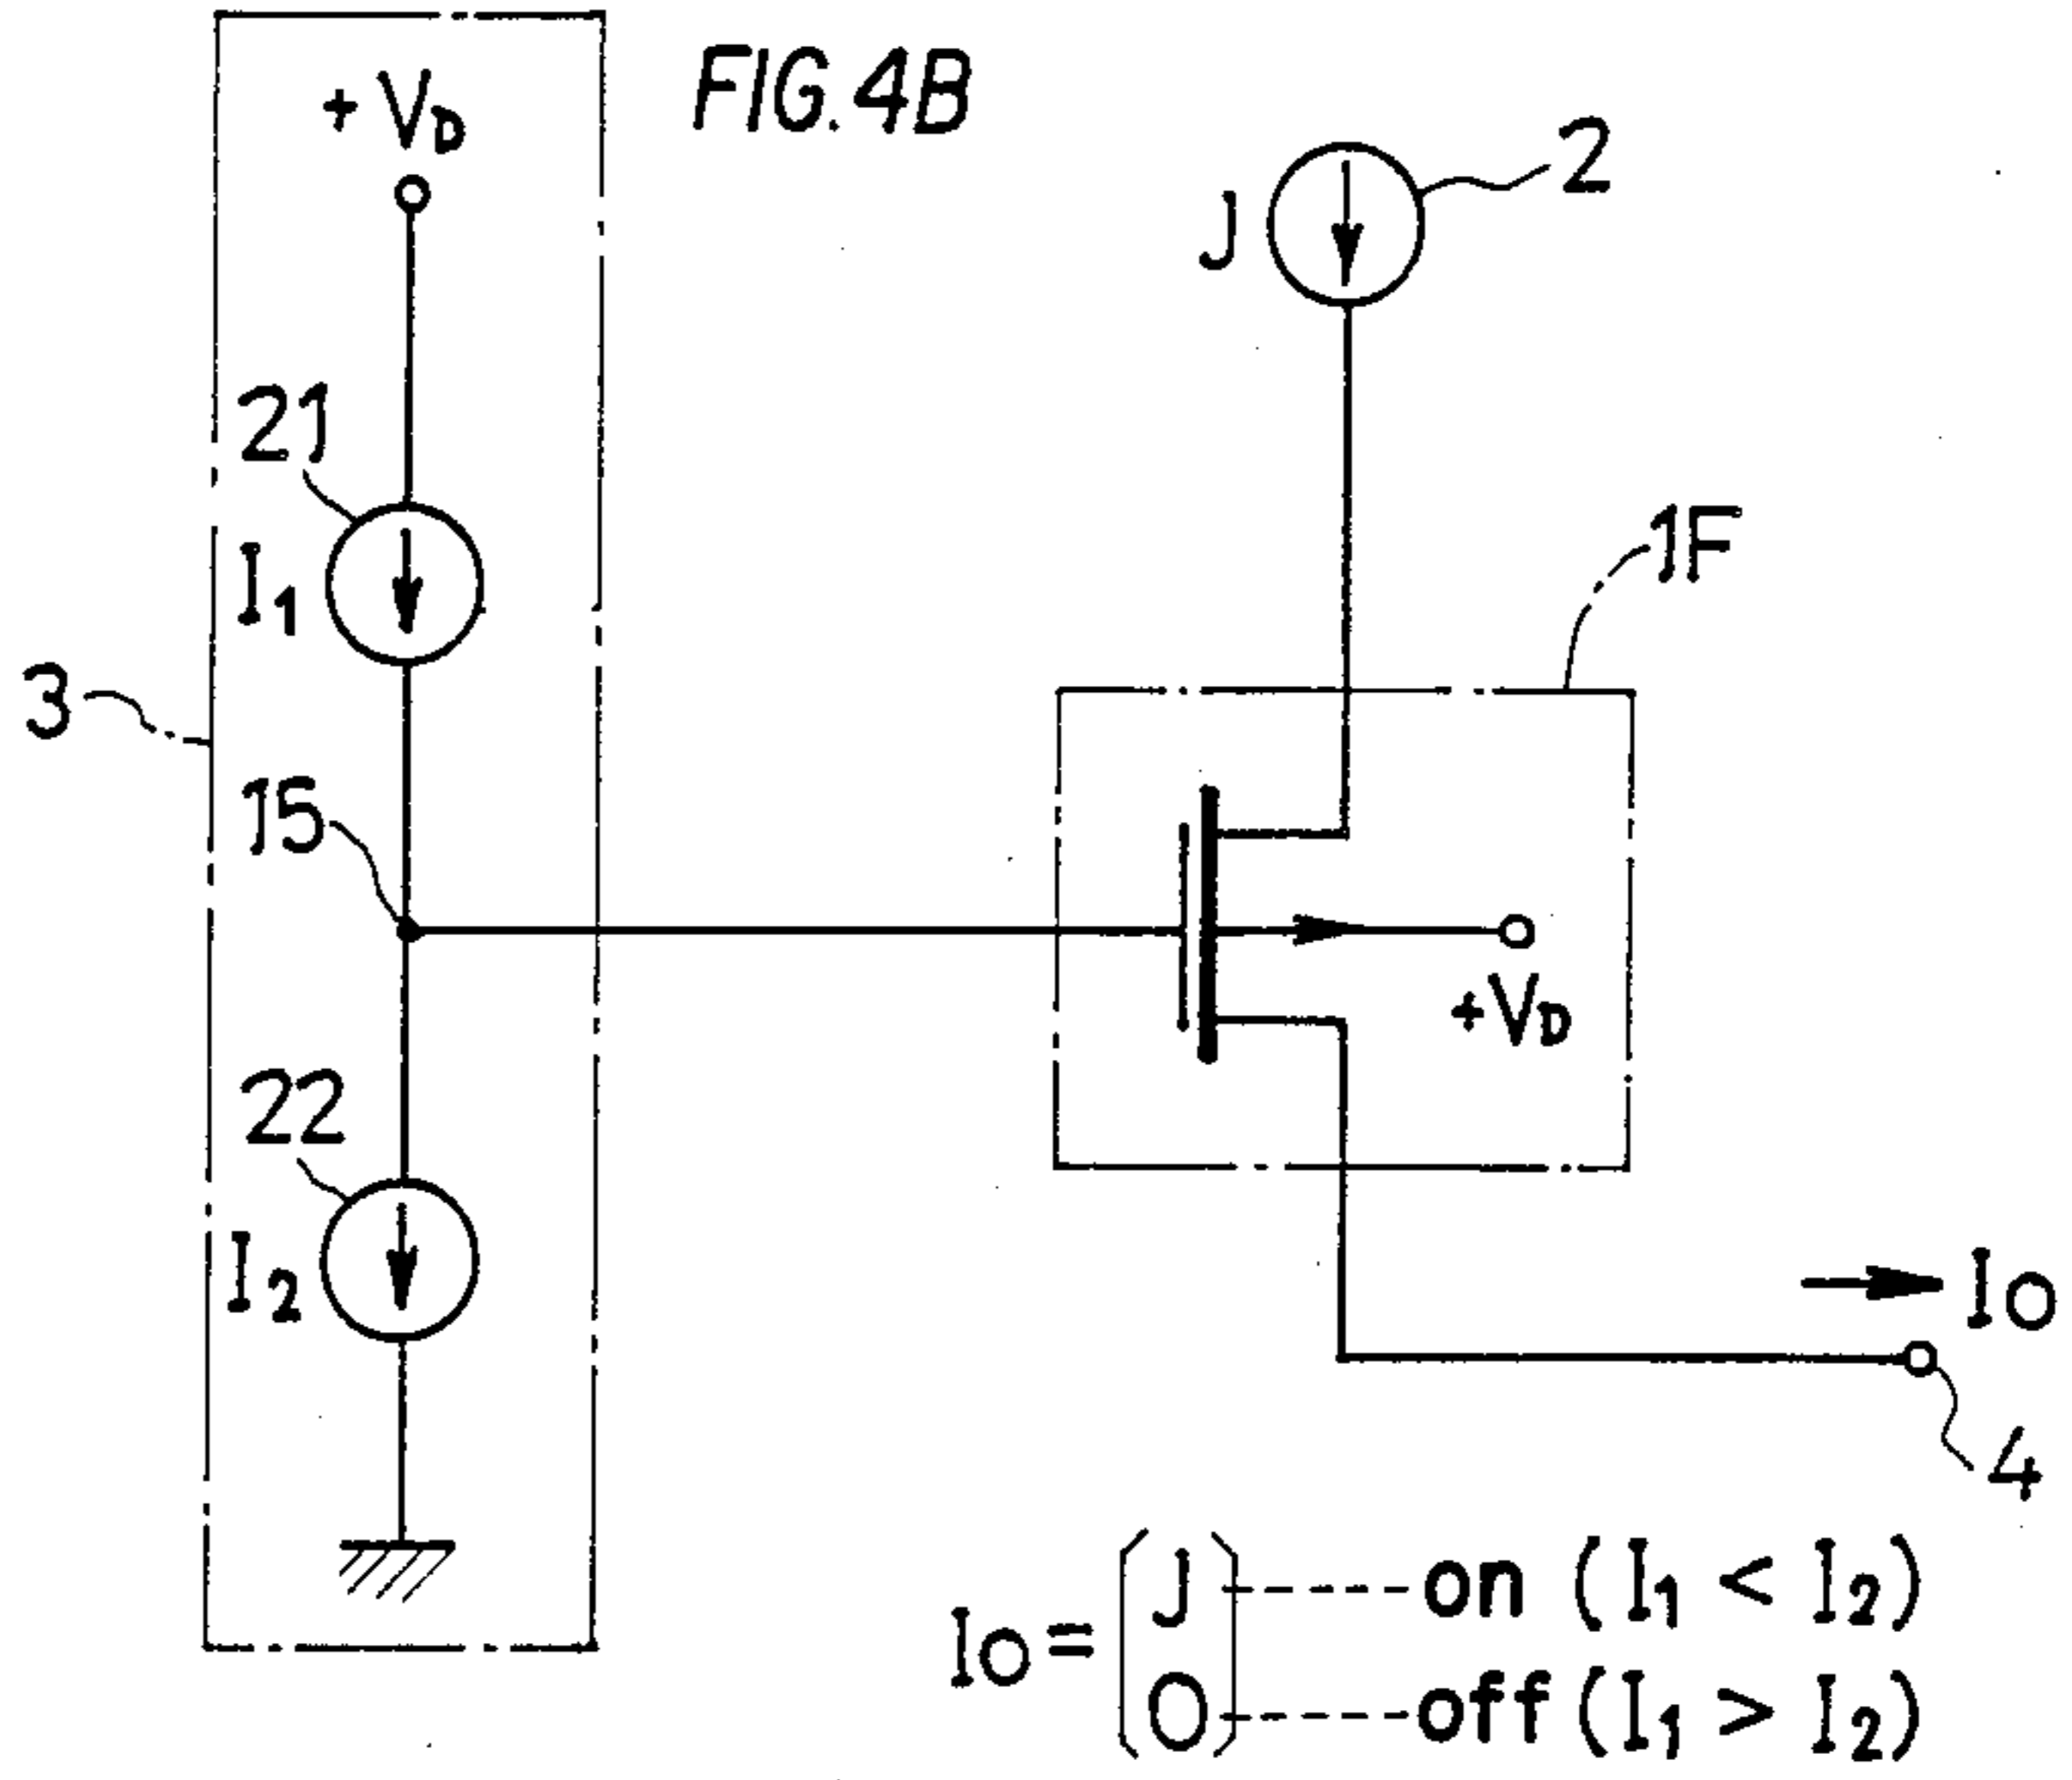 FIG. 4B
+ VD
2
J
21
I1
1F
3
15
+VD
22
I2
IO
4
IO = ( J ------ on (I1 < I2)
O ------ off (I1 > I2) )